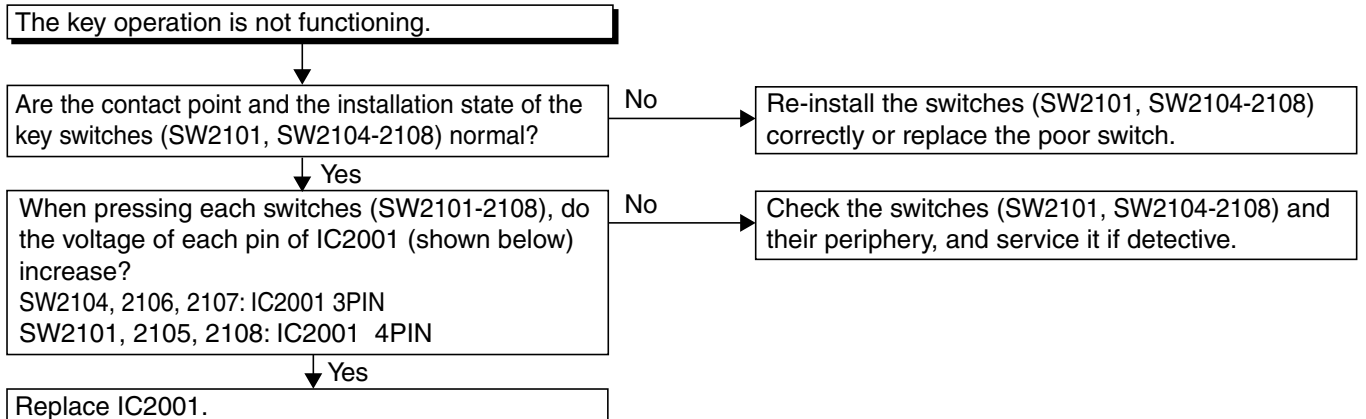 The key operation is not functioning.
Are the contact point and the installation state of the
key switches (SW2101, SW2104-2108) normal?
No
Re-install the switches (SW2101, SW2104-2108)
correctly or replace the poor switch.
Yes
When pressing each switches (SW2101-2108), do
the voltage of each pin of IC2001 (shown below)
increase?
SW2104, 2106, 2107: IC2001 3PIN
SW2101, 2105, 2108: IC2001 4PIN
No
Check the switches (SW2101, SW2104-2108) and
their periphery, and service it if detective.
Yes
Replace IC2001.